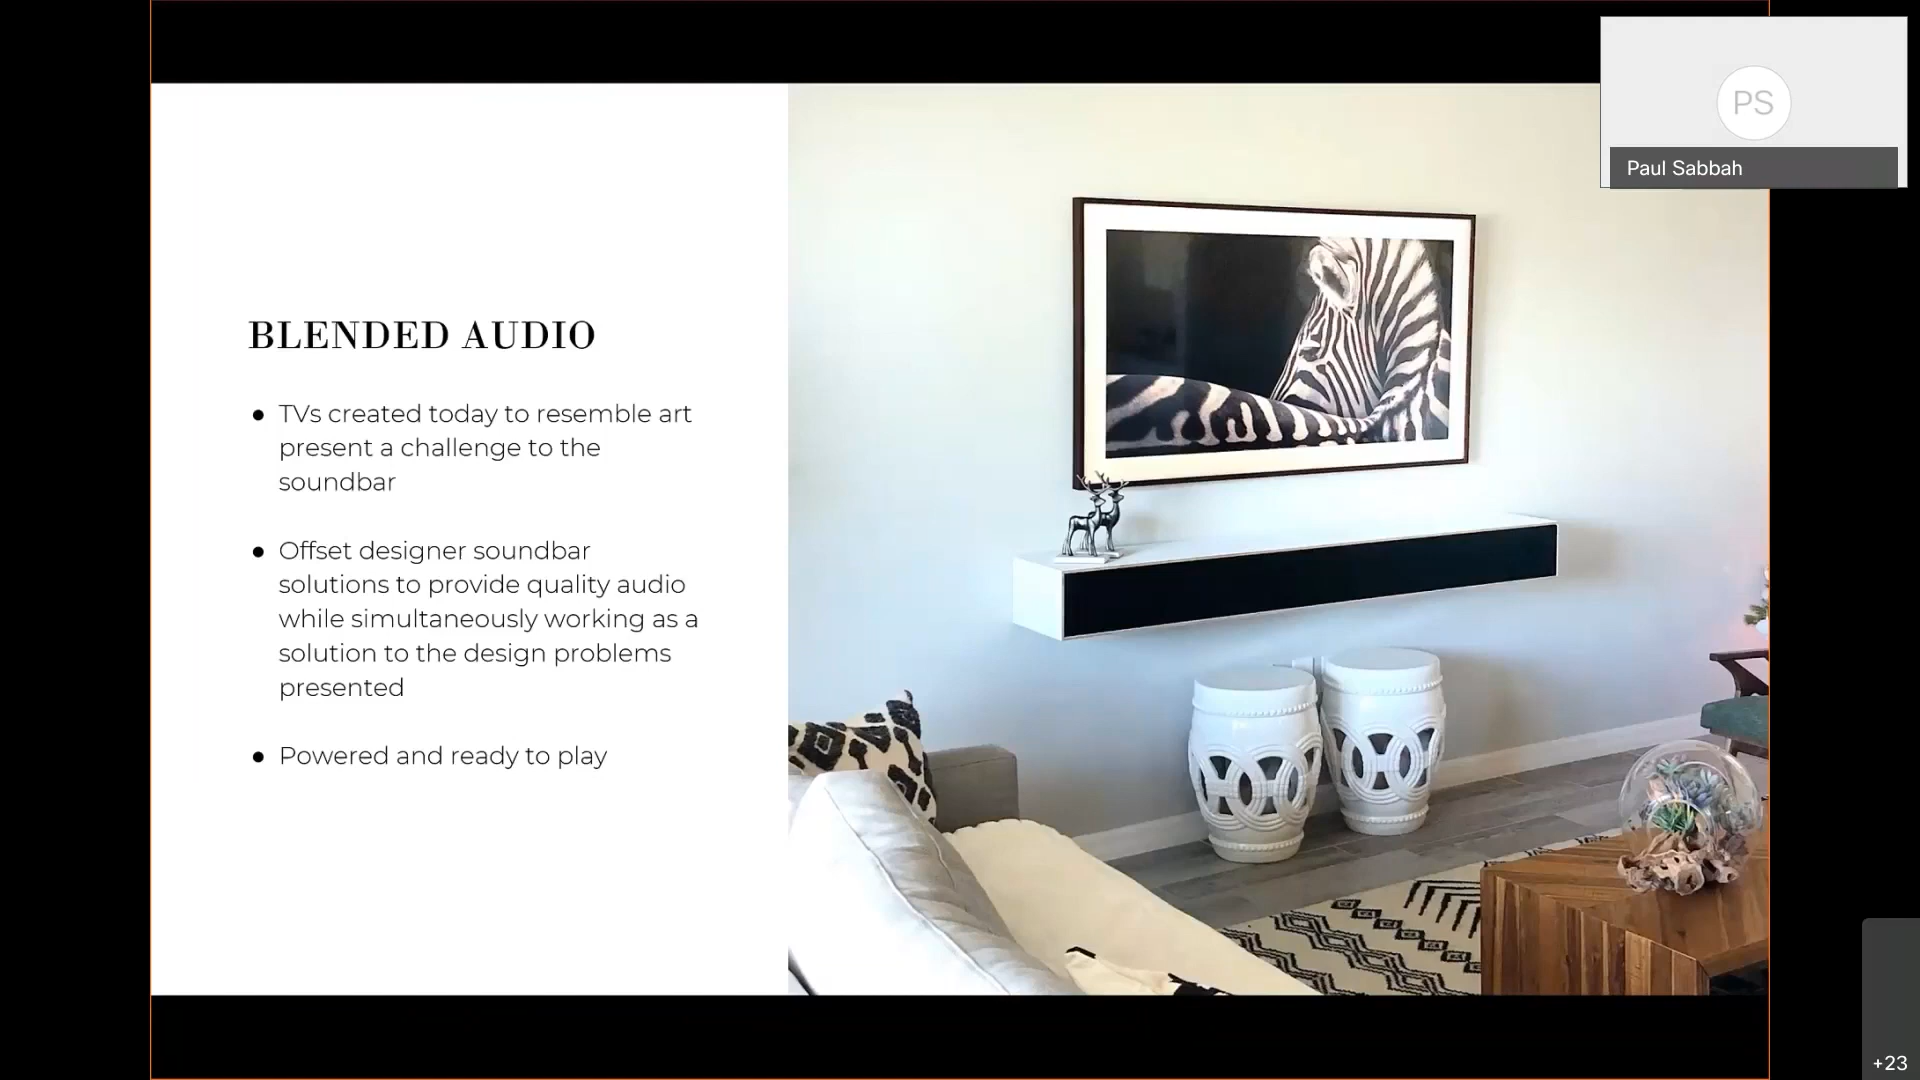 PS
Paul Sabbah
BLENDED AUDIO
● TVs created today to resemble art
present a challenge to the
soundbar
● Offset designer soundbar
solutions to provide quality audio
while simultaneously working as a
solution to the design problems
presented
● Powered and ready to play
+23